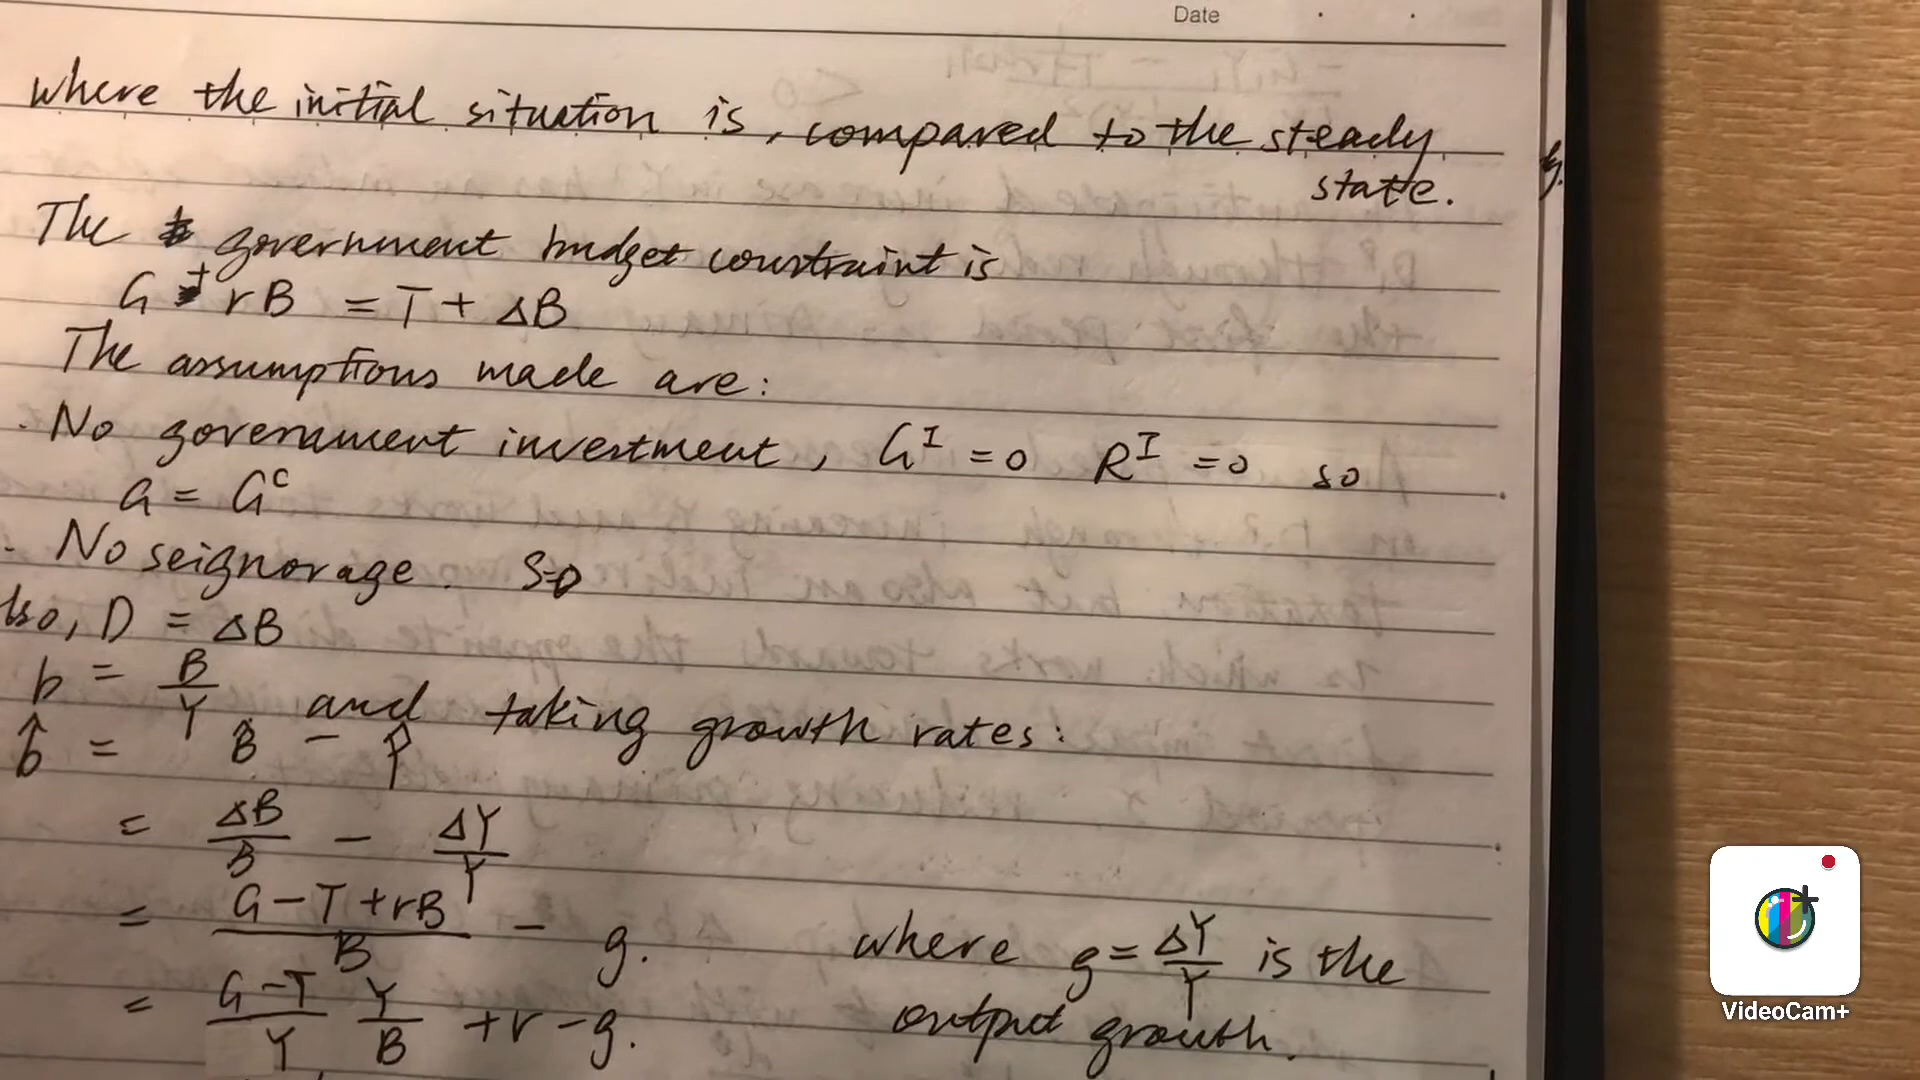 Date
where the initial situation is, compared to the steady
state.
The government budget constraint is
G + rB = T + ΔB
The assumptions made are:
. No government investment, G^I = 0 R^I = 0 so
G = G^c
. No seignorage. S=0
lso, D = ΔB
b = B/Y and taking growth rates:
b̂ = B̂ - Ŷ
= ΔB/B - ΔY/Y
= (G-T+rB)/B - g. where g = ΔY/Y is the
= (G-T)/Y Y/B + r - g. output growth.
VideoCam+